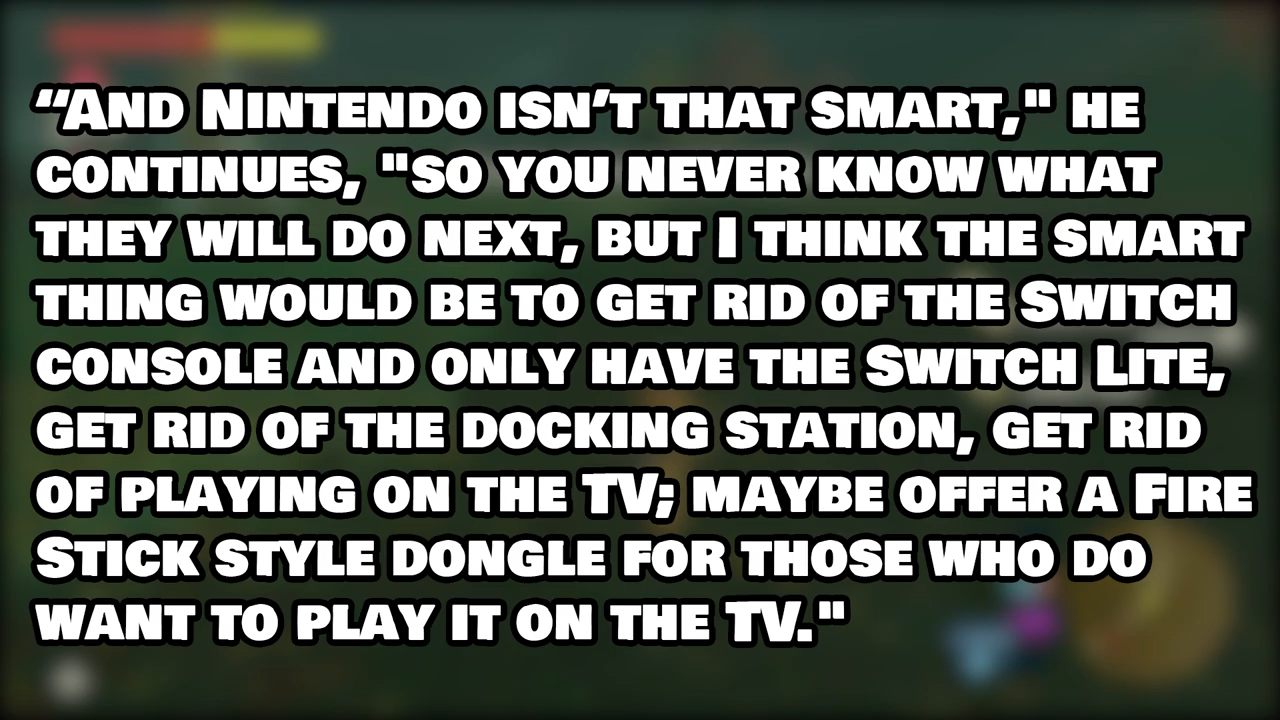 “And Nintendo isn’t that smart," he
continues, "so you never know what
they will do next, but I think the smart
thing would be to get rid of the Switch
console and only have the Switch Lite,
get rid of the docking station, get rid
of playing on the TV; maybe offer a Fire
Stick style dongle for those who do
want to play it on the TV."